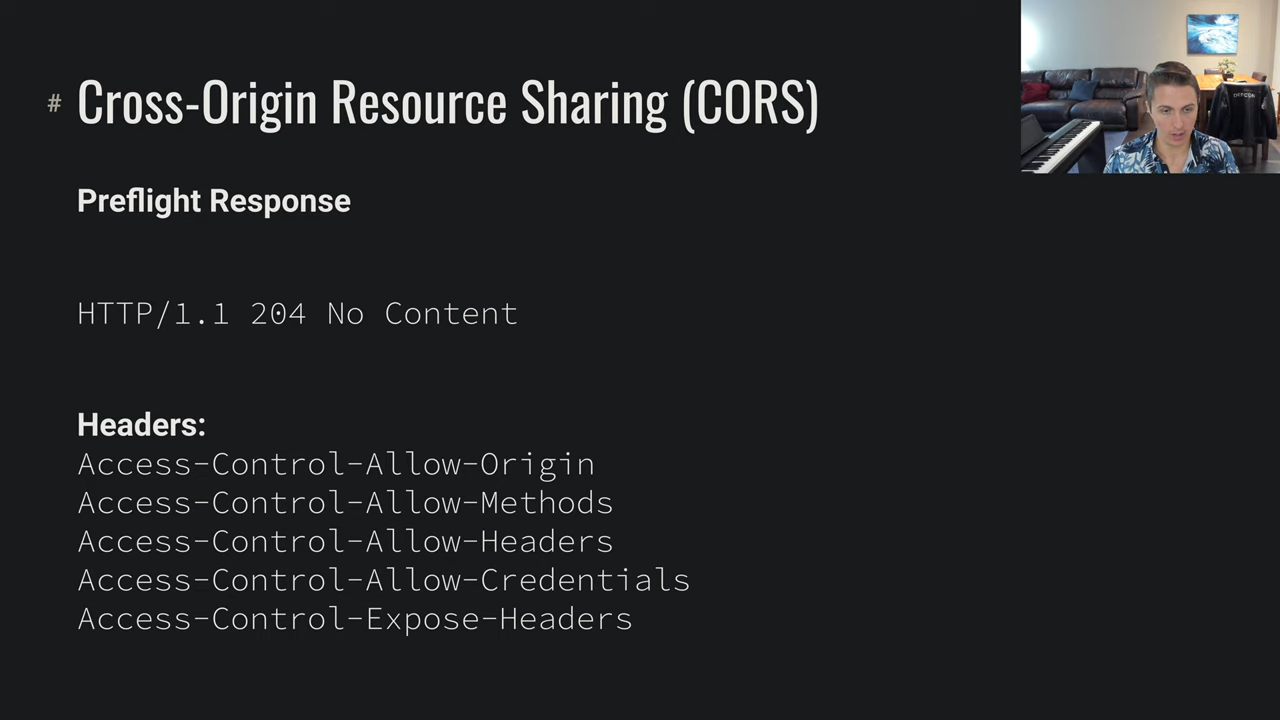 # Cross-Origin Resource Sharing (CORS)
Preflight Response
HTTP/1.1 204 No Content
Headers:
Access-Control-Allow-Origin
Access-Control-Allow-Methods
Access-Control-Allow-Headers
Access-Control-Allow-Credentials
Access-Control-Expose-Headers
DEFCON